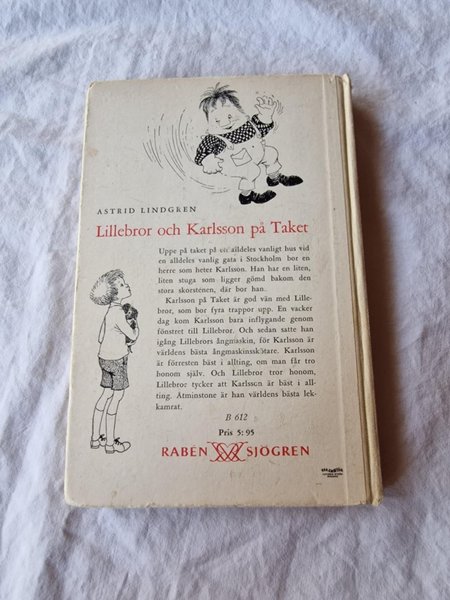 ASTRID LINDGREN
Lillebror och Karlsson på Taket
Uppe på taket på ett alldeles vanligt hus vid
en alldeles vanlig gata i Stockholm bor en
herre som heter Karlsson. Han har en liten,
liten stuga som ligger gömd bakom den
stora skorstenen, där bor han.
Karlsson på Taket är god vän med Lille-
bror, som bor fyra trappor upp. En vacker
dag kom Karlsson bara inflygande genom
fönstret till Lillebror. Och sedan satte han
igång Lillebrors ångmaskin, för Karlsson är
världens bästa ångmaskinsskötare. Karlsson
är förresten bäst i allting, om man får tro
honom själv. Och Lillebror tror honom,
Lillebror tycker att Karlsson är bäst i all-
ting. Åtminstone är han världens bästa lek-
kamrat.
B 612
Pris 5:95
RABÉN SJÖGREN